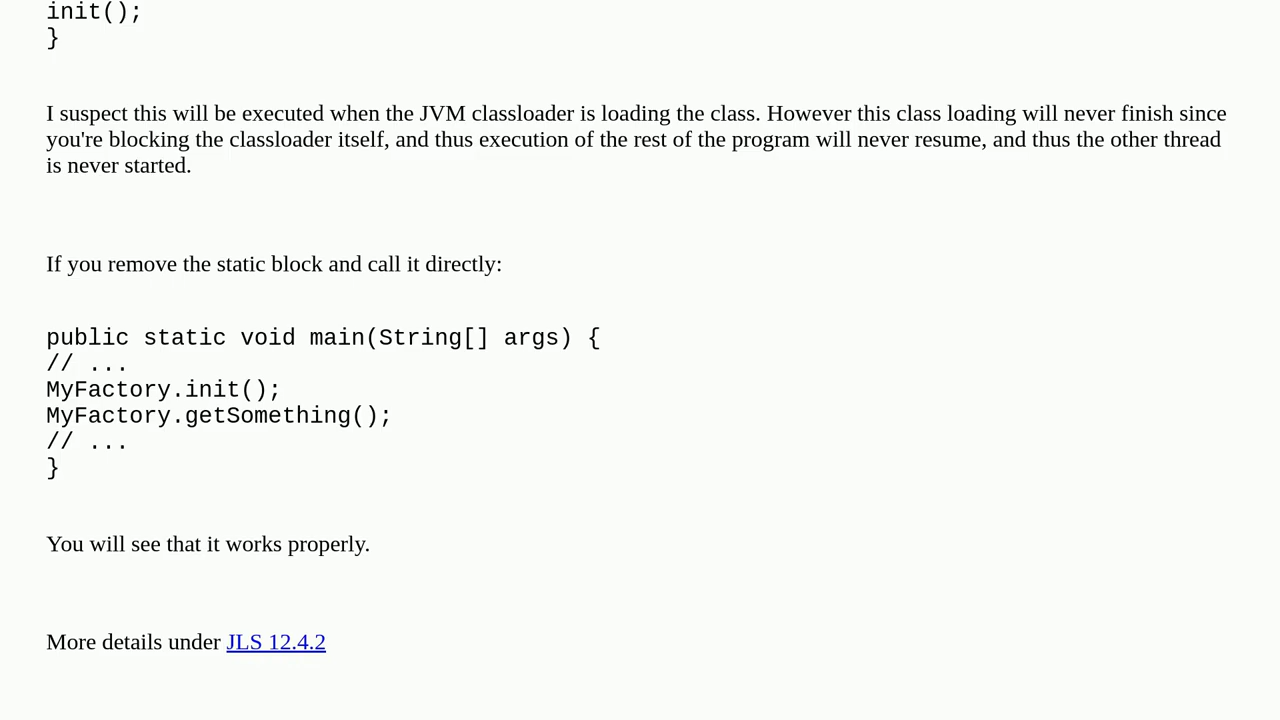 init();
}
I suspect this will be executed when the JVM classloader is loading the class. However this class loading will never finish since
you're blocking the classloader itself, and thus execution of the rest of the program will never resume, and thus the other thread
is never started.
If you remove the static block and call it directly:
public static void main(String[] args) {
// ...
MyFactory.init();
MyFactory.getSomething();
// ...
}
You will see that it works properly.
More details under JLS 12.4.2